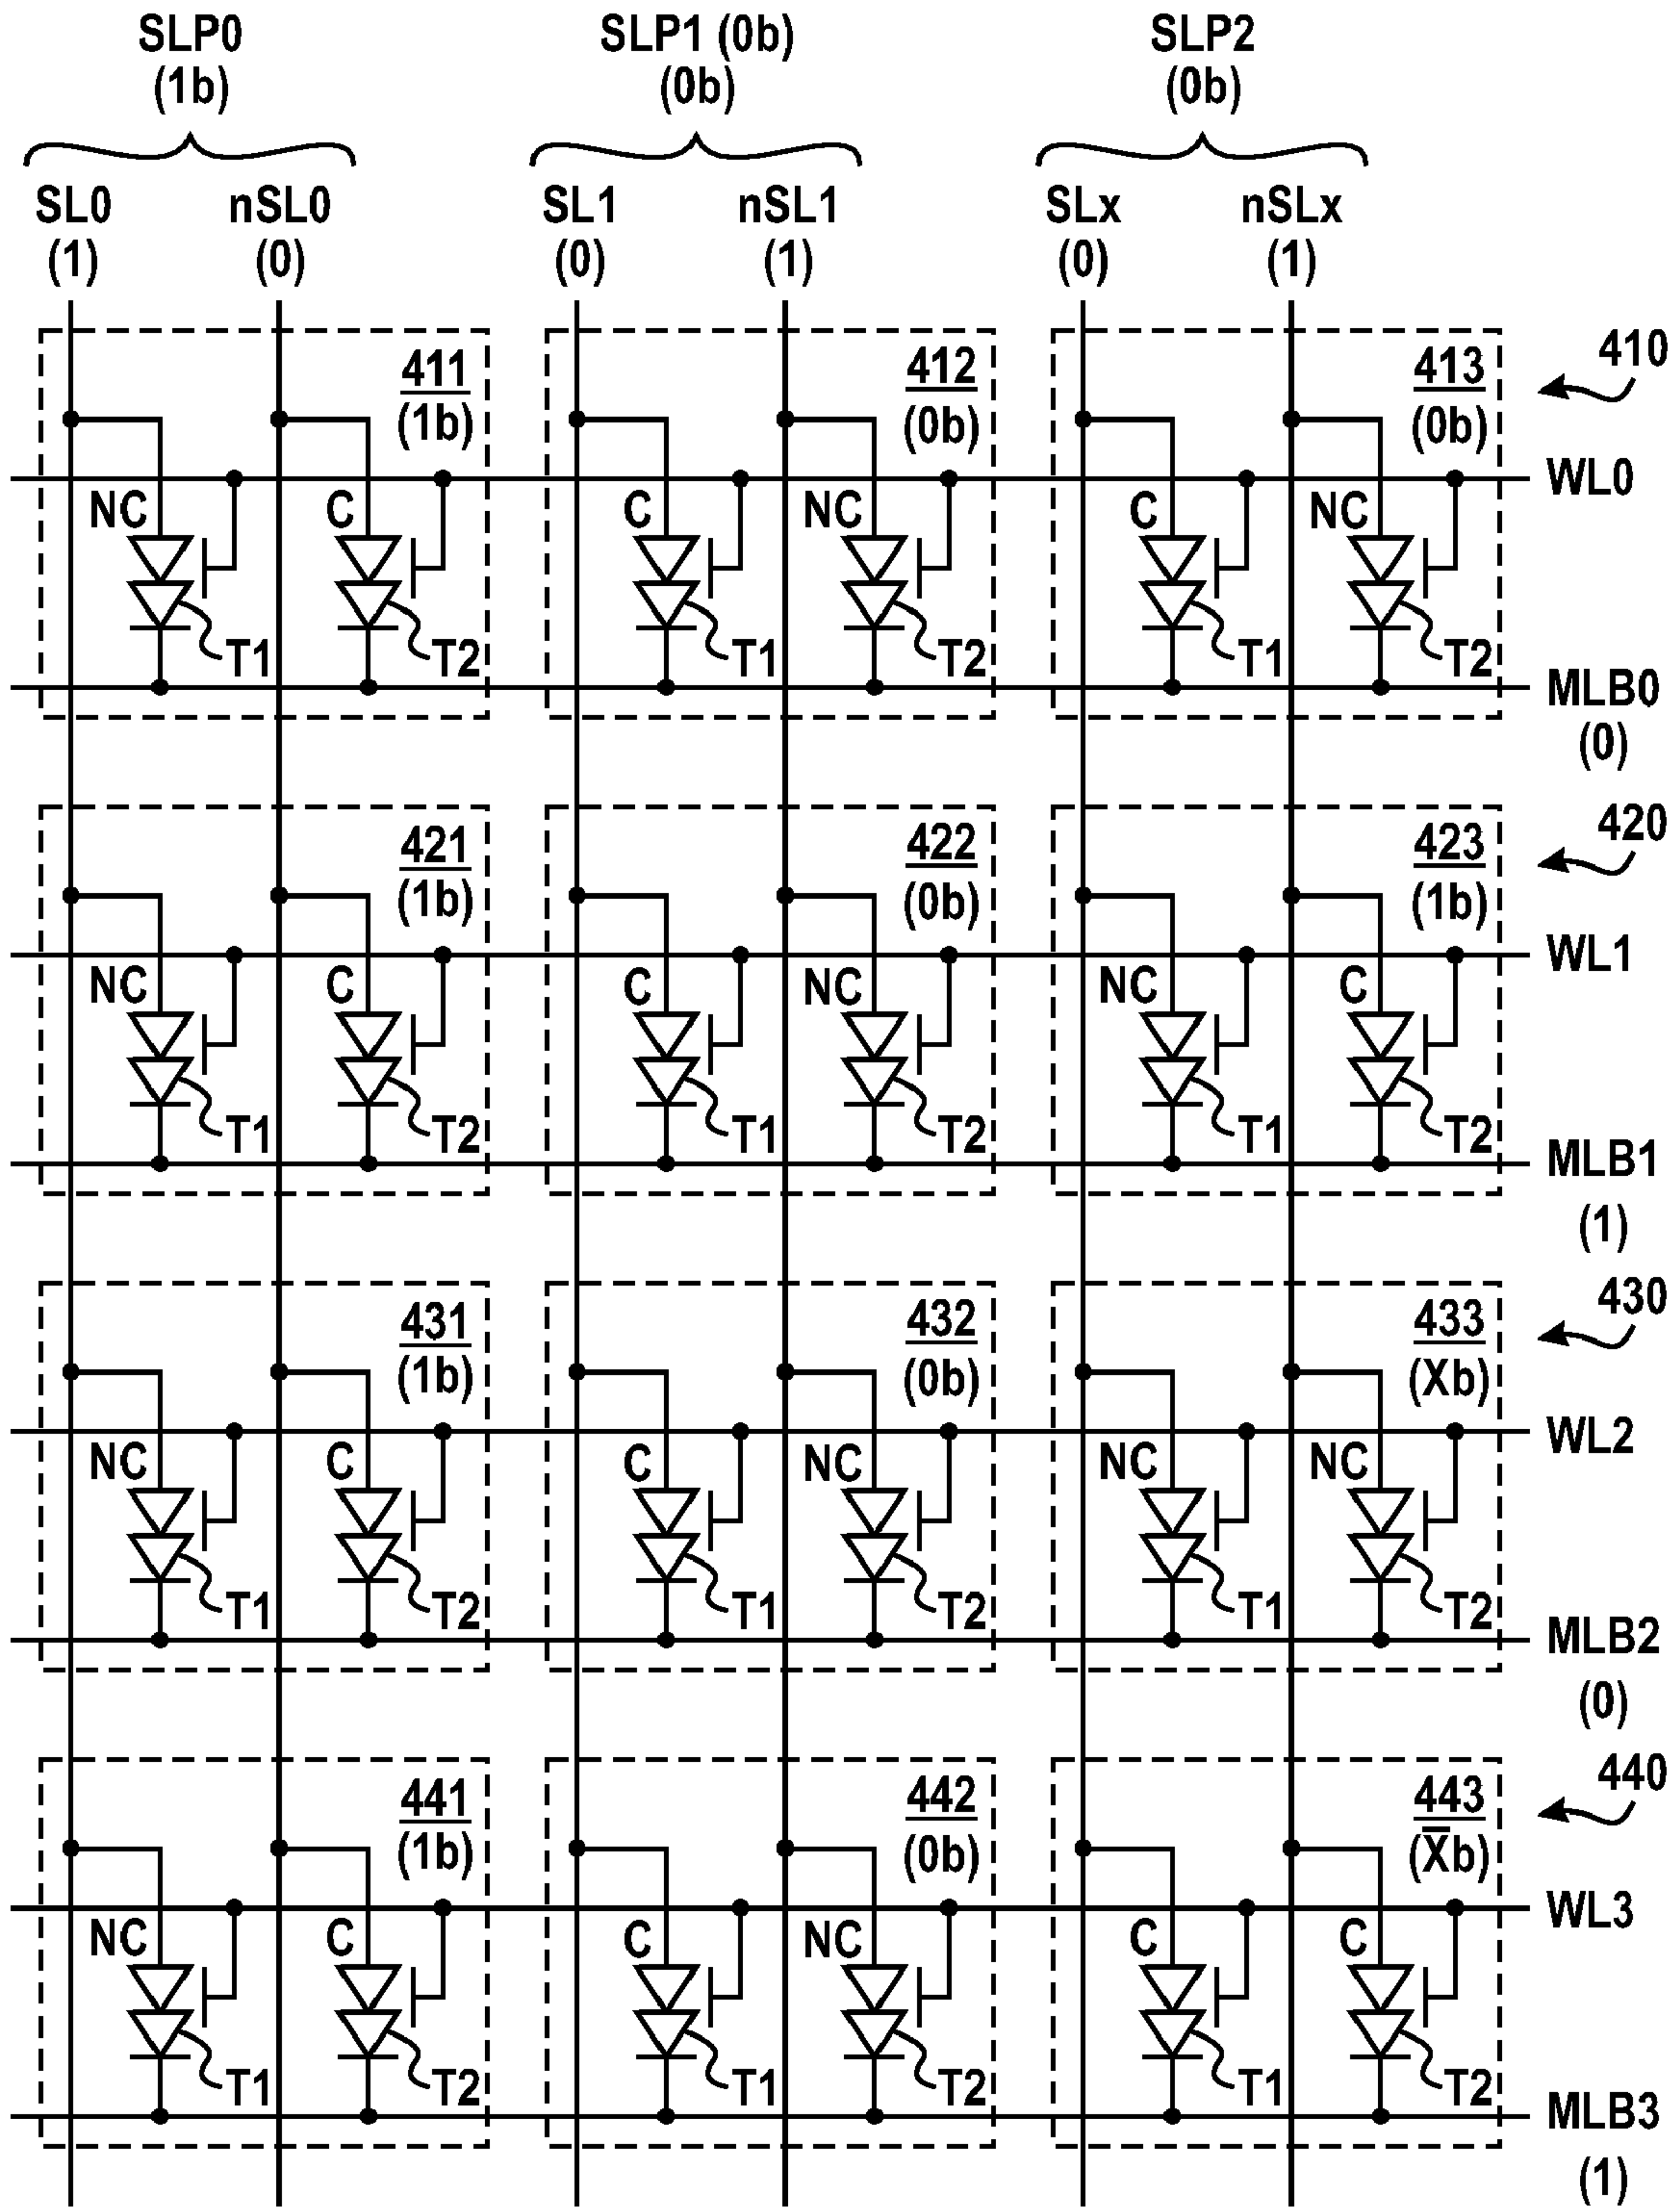 SLP0 SLP1 (0b) SLP2
(1b) (0b) (0b)
SL0 nSL0 SL1 nSL1 SLx nSLx
(1) (0) (0) (1) (0) (1)
411 412 413 410
(1b) (0b) (0b)
WL0
NC C C NC C NC
T1 T2 T1 T2 T1 T2
MLB0
(0)
421 422 423 420
(1b) (0b) (1b)
WL1
NC C C NC NC C
T1 T2 T1 T2 T1 T2
MLB1
(1)
431 432 433 430
(1b) (0b) (Xb)
WL2
NC C C NC NC NC
T1 T2 T1 T2 T1 T2
MLB2
(0)
441 442 443 440
(1b) (0b) (X̅b)
WL3
NC C C NC C C
T1 T2 T1 T2 T1 T2
MLB3
(1)